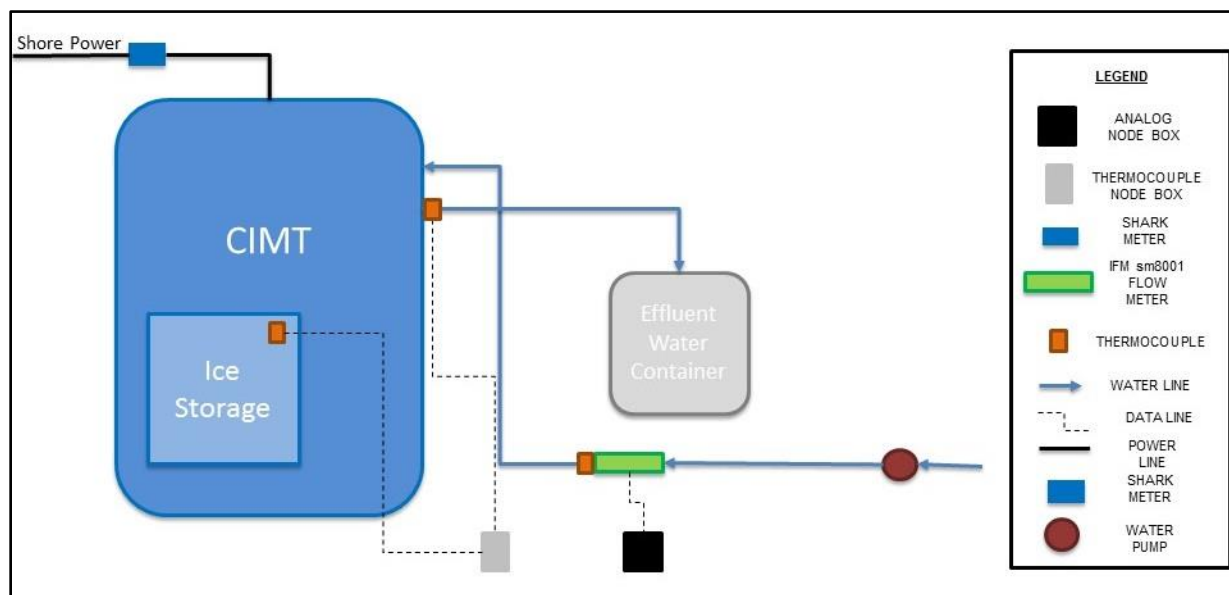 Shore Power
CIMT
Ice
Storage
Effluent
Water
Container
LEGEND
ANALOG
NODE BOX
THERMOCOUPLE
NODE BOX
SHARK
METER
IFM sm8001
FLOW
METER
THERMOCOUPLE
WATER LINE
DATA LINE
POWER
LINE
SHARK
METER
WATER
PUMP